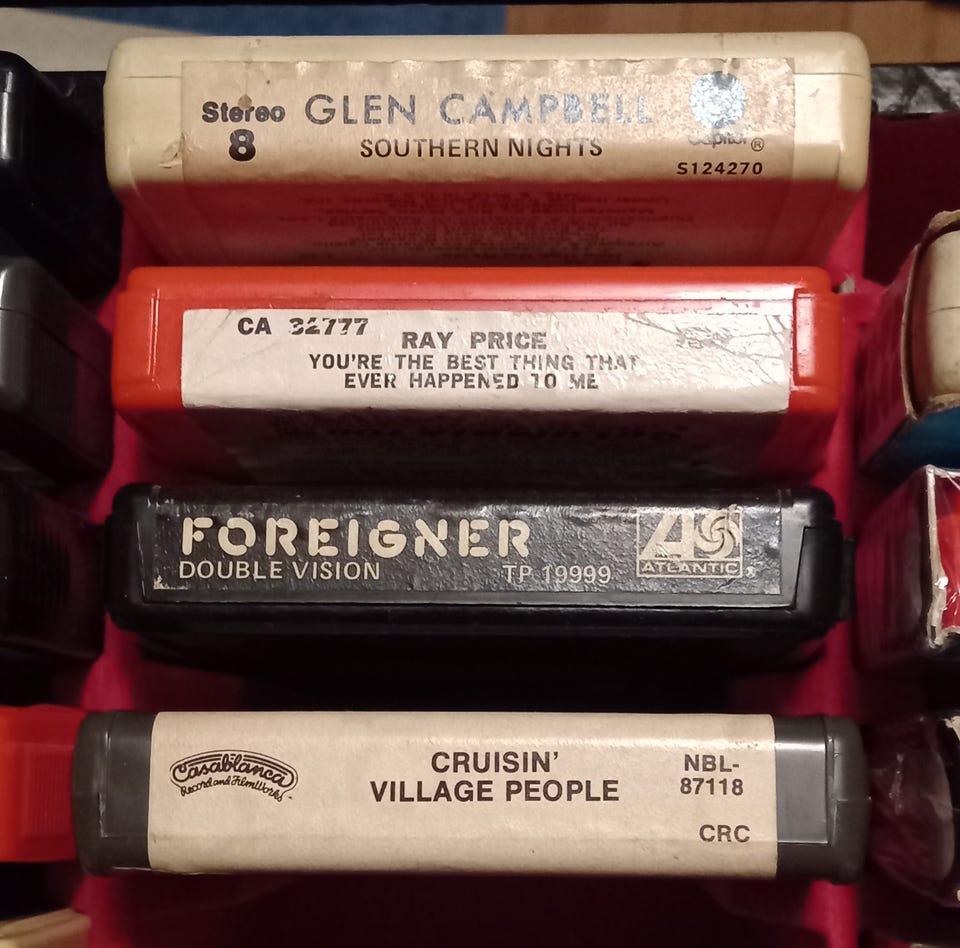 Stereo GLEN CAMPBELL
8
SOUTHERN NIGHTS
Capitol ®
S124270
CA 32777
RAY PRICE
YOU'RE THE BEST THING THAT
EVER HAPPENED TO ME
FOREIGNER
DOUBLE VISION TP 19999
ATLANTIC ®
Casablanca
Record and FilmWorks
CRUISIN'
VILLAGE PEOPLE
NBL-
87118
CRC